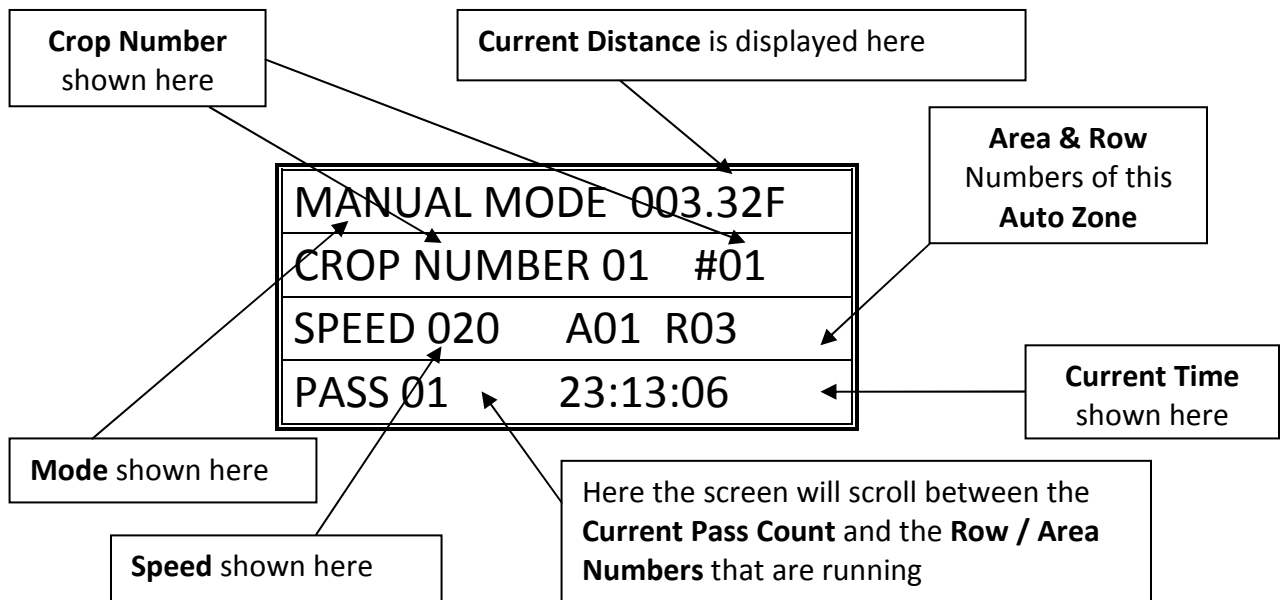 Crop Number
shown here
Current Distance is displayed here
Area & Row
Numbers of this
Auto Zone
MANUAL MODE 003.32F
CROP NUMBER 01 #01
SPEED 020 A01 R03
PASS 01 23:13:06
Current Time
shown here
Mode shown here
Speed shown here
Here the screen will scroll between the
Current Pass Count and the Row / Area
Numbers that are running